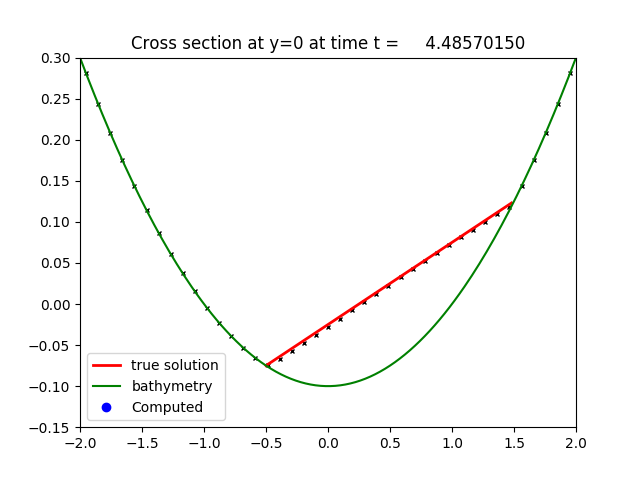 Cross section at y=0 at time t = 4.48570150
0.30
0.25
0.20
0.15
0.10
0.05
0.00
−0.05
−0.10
−0.15
true solution
bathymetry
Computed
−2.0 −1.5 −1.0 −0.5 0.0 0.5 1.0 1.5 2.0